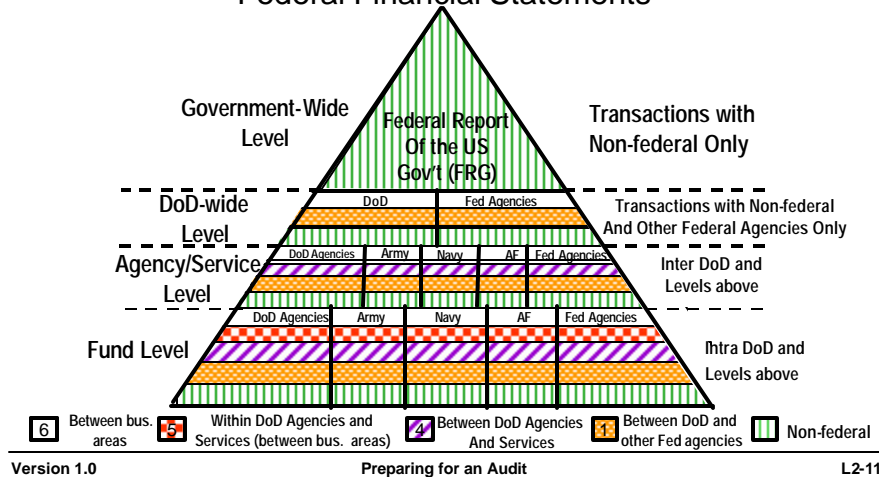 Federal Financial Statements
Government-Wide
Level
Federal Report
Of the US
Gov't (FRG)
Transactions with
Non-federal Only
DoD-wide
Level
DoD
Fed Agencies
Transactions with Non-federal
And Other Federal Agencies Only
Agency/Service
Level
DoD Agencies
Army
Navy
AF
Fed Agencies
Inter DoD and
Levels above
Fund Level
DoD Agencies
Army
Navy
AF
Fed Agencies
Intra DoD and
Levels above
6
Between bus.
areas
5
Within DoD Agencies and
Services (between bus. areas)
4
Between DoD Agencies
And Services
1
Between DoD and
other Fed agencies
Non-federal
Version 1.0
Preparing for an Audit
L2-11